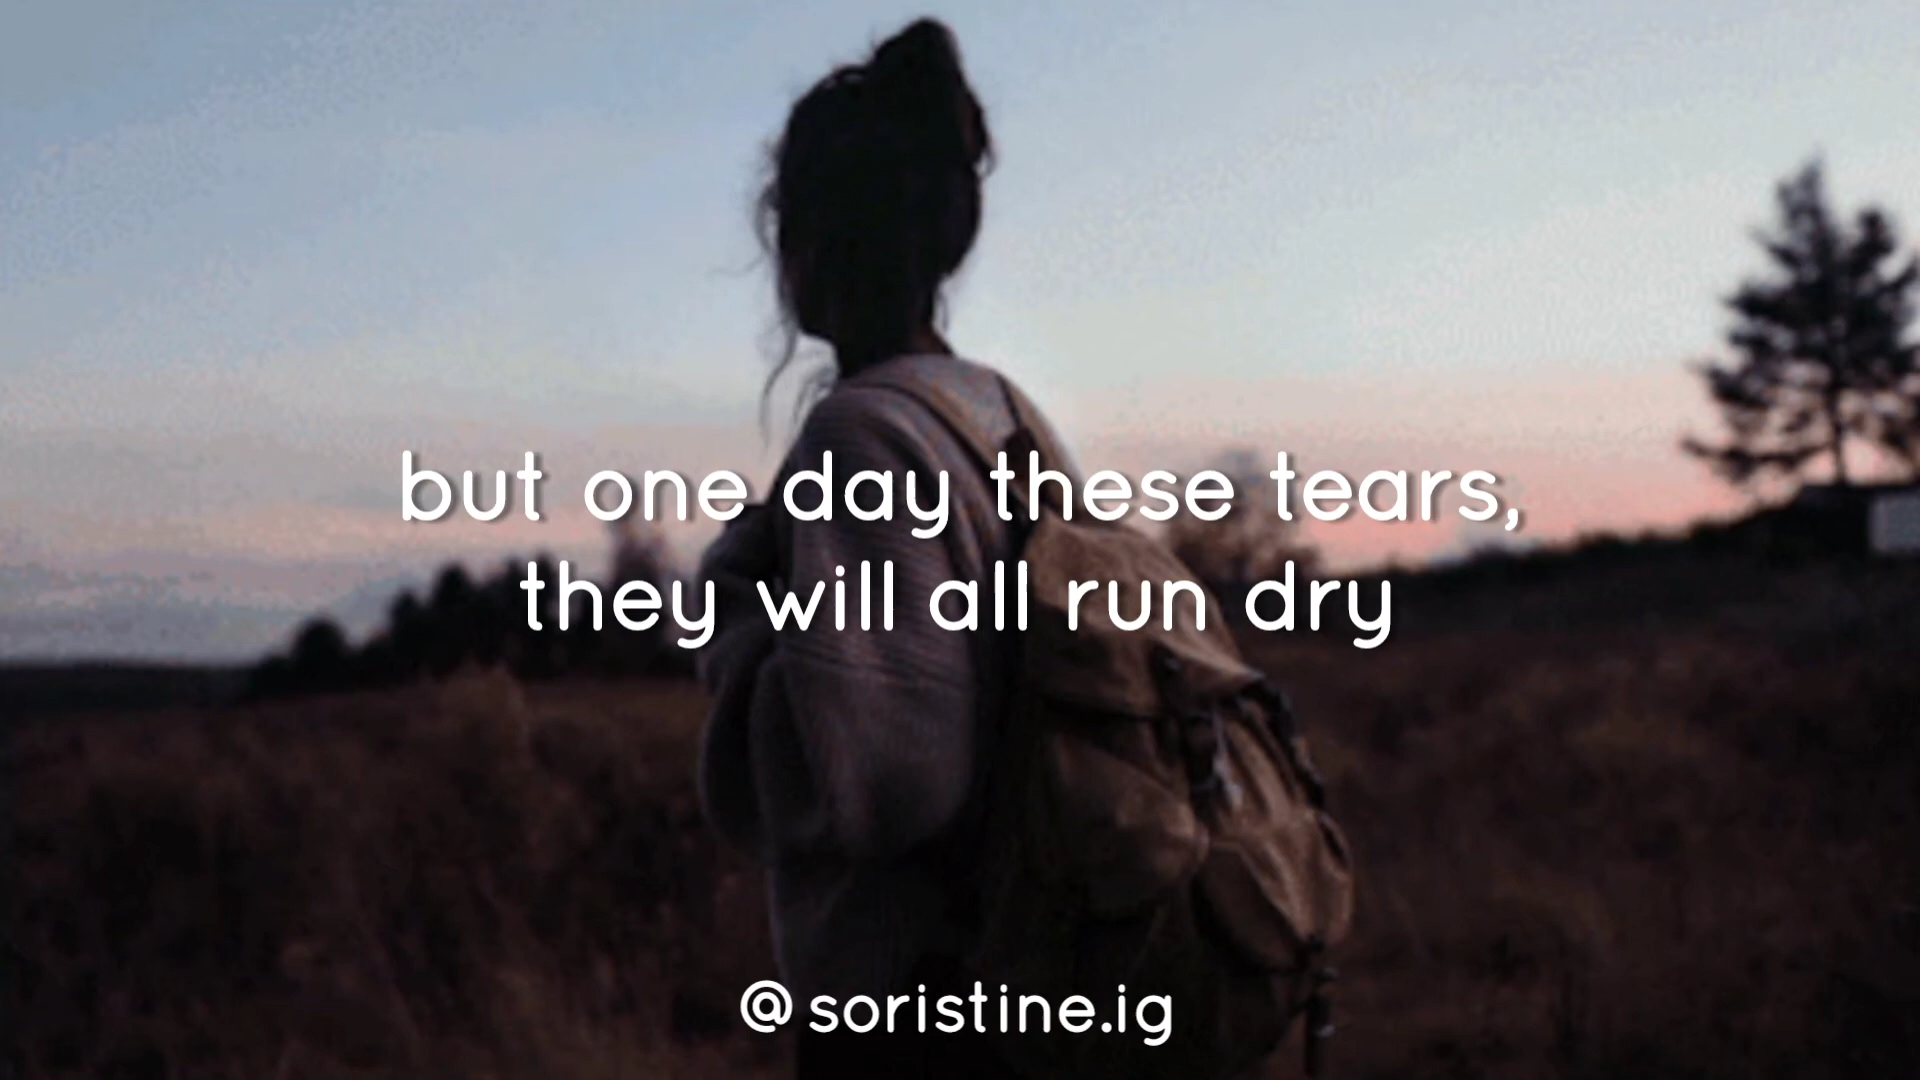 but one day these tears,
they will all run dry
@soristine.ig